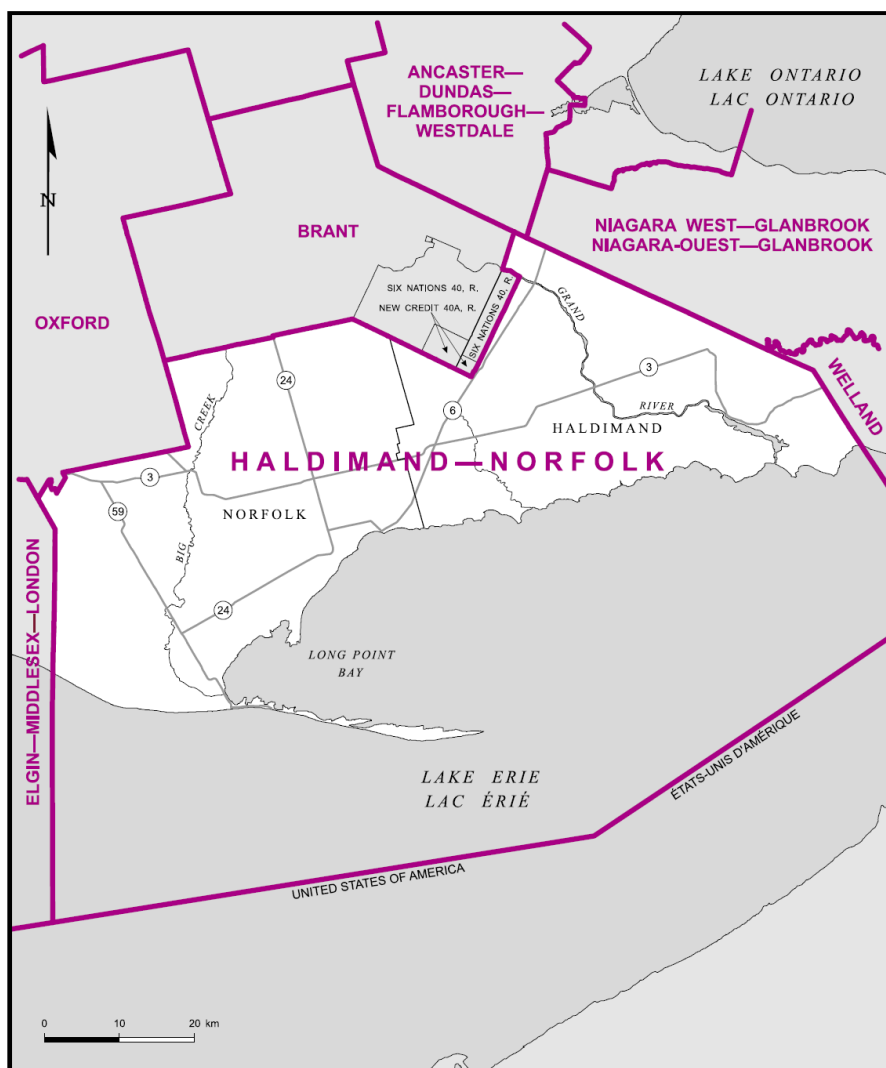 LAKE ONTARIO
LAC ONTARIO
ANCASTER—
DUNDAS—
FLAMBOROUGH—
WESTDALE
N
BRANT
NIAGARA WEST—GLANBROOK
NIAGARA-OUEST—GLANBROOK
SIX NATIONS 40, R.
NEW CREDIT 40A, R.
SIX NATIONS 40, R.
GRAND
RIVER
OXFORD
WELLAND
24
3
6
CREEK
BIG
HALDIMAND
HALDIMAND—NORFOLK
3
59
NORFOLK
24
ELGIN—MIDDLESEX—LONDON
LONG POINT
BAY
LAKE ERIE
LAC ÉRIÉ
ÉTATS-UNIS D'AMÉRIQUE
UNITED STATES OF AMERICA
0 10 20 km